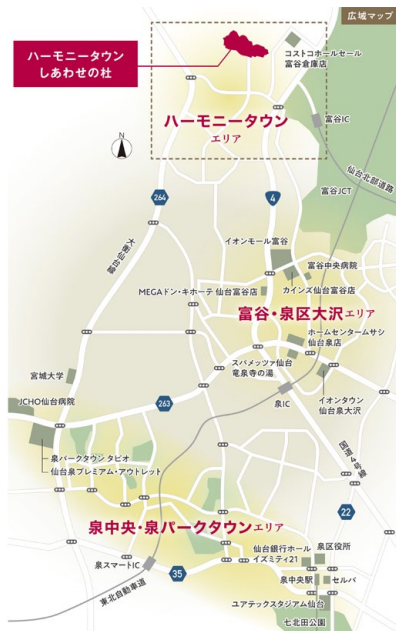 広域マップ
ハーモニータウン
しあわせの杜
コストコホールセール
富谷倉庫店
ハーモニータウン
エリア
富谷IC
N
仙台北部道路
264
4
富谷JCT
大衡仙台線
イオンモール富谷
富谷中央病院
MEGAドン・キホーテ 仙台富谷店
カインズ仙台富谷店
富谷・泉区大沢エリア
ホームセンタームサシ
仙台泉店
スパメッツァ仙台
竜泉寺の湯
宮城大学
イオンタウン
仙台泉大沢
JCHO仙台病院
263
泉IC
泉パークタウン タピオ
仙台泉プレミアム・アウトレット
国道4号線
泉中央・泉パークタウンエリア
22
仙台銀行ホール
イズミティ21
泉区役所
泉スマートIC
35
泉中央駅
セルバ
東北自動車道
ユアテックスタジアム仙台
七北田公園